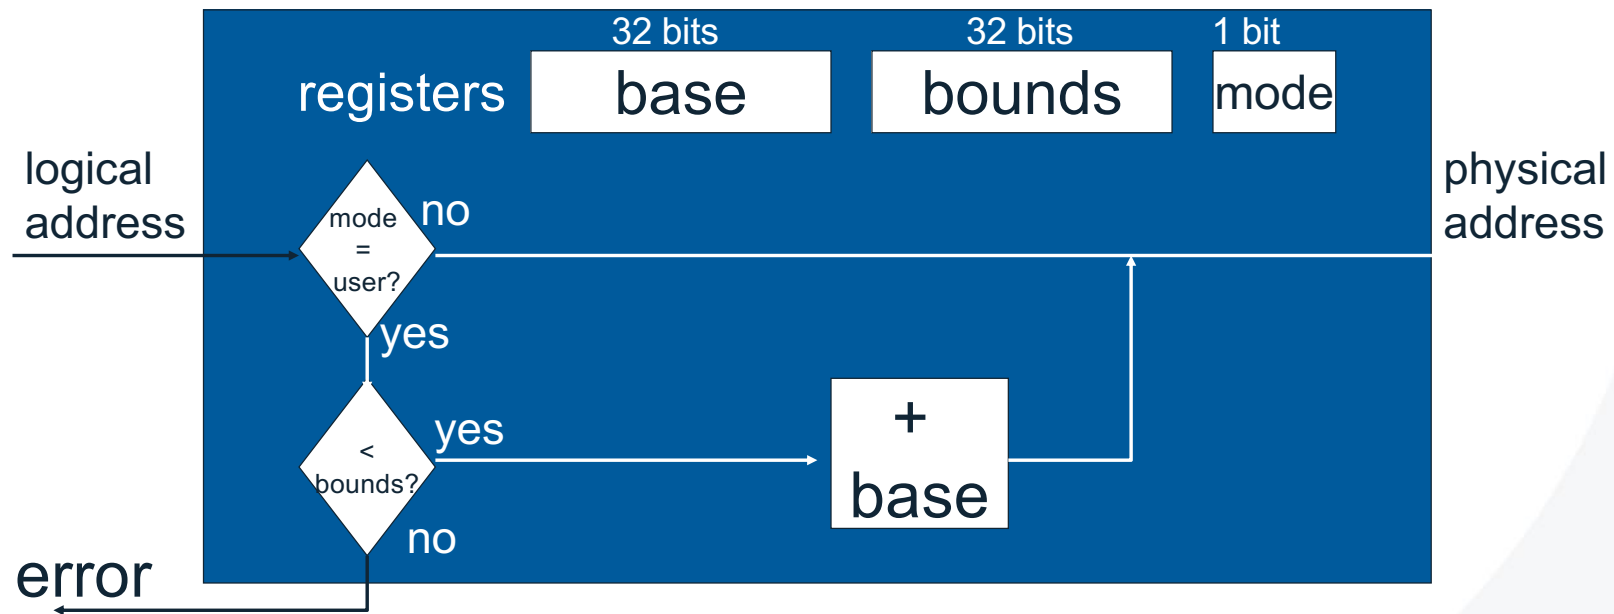 32 bits
32 bits
1 bit
registers
base
bounds
mode
logical
address
physical
address
mode
=
user?
no
yes
<
bounds?
yes
no
+
base
error